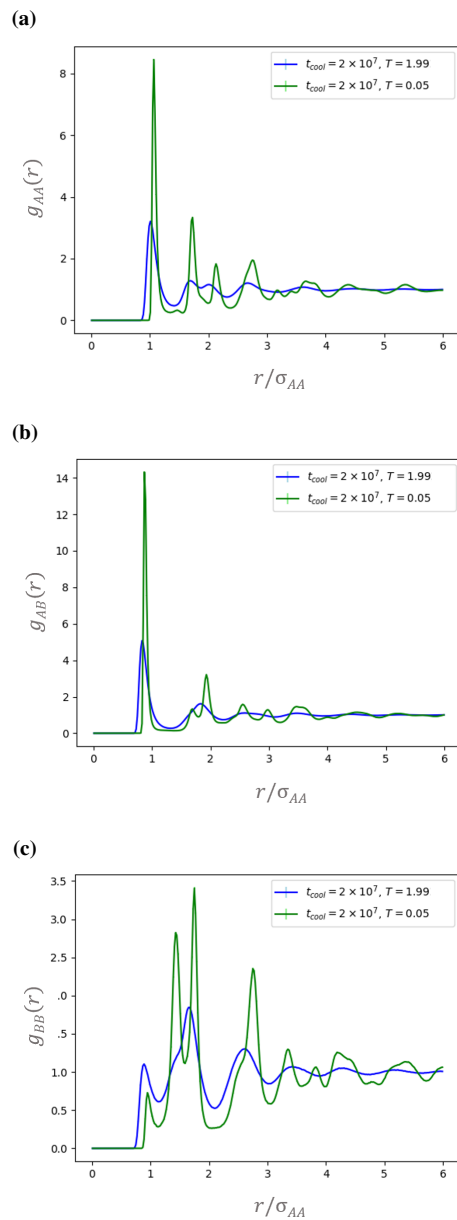 (a)
g_AA(r)
8
6
4
2
0
t_cool = 2 × 10^7, T = 1.99
t_cool = 2 × 10^7, T = 0.05
0 1 2 3 4 5 6
r/σ_AA
(b)
g_AB(r)
14
12
10
8
6
4
2
0
t_cool = 2 × 10^7, T = 1.99
t_cool = 2 × 10^7, T = 0.05
0 1 2 3 4 5 6
r/σ_AA
(c)
g_BB(r)
3.5
3.0
2.5
.0
.5
1.0
0.5
0.0
t_cool = 2 × 10^7, T = 1.99
t_cool = 2 × 10^7, T = 0.05
0 1 2 3 4 5 6
r/σ_AA